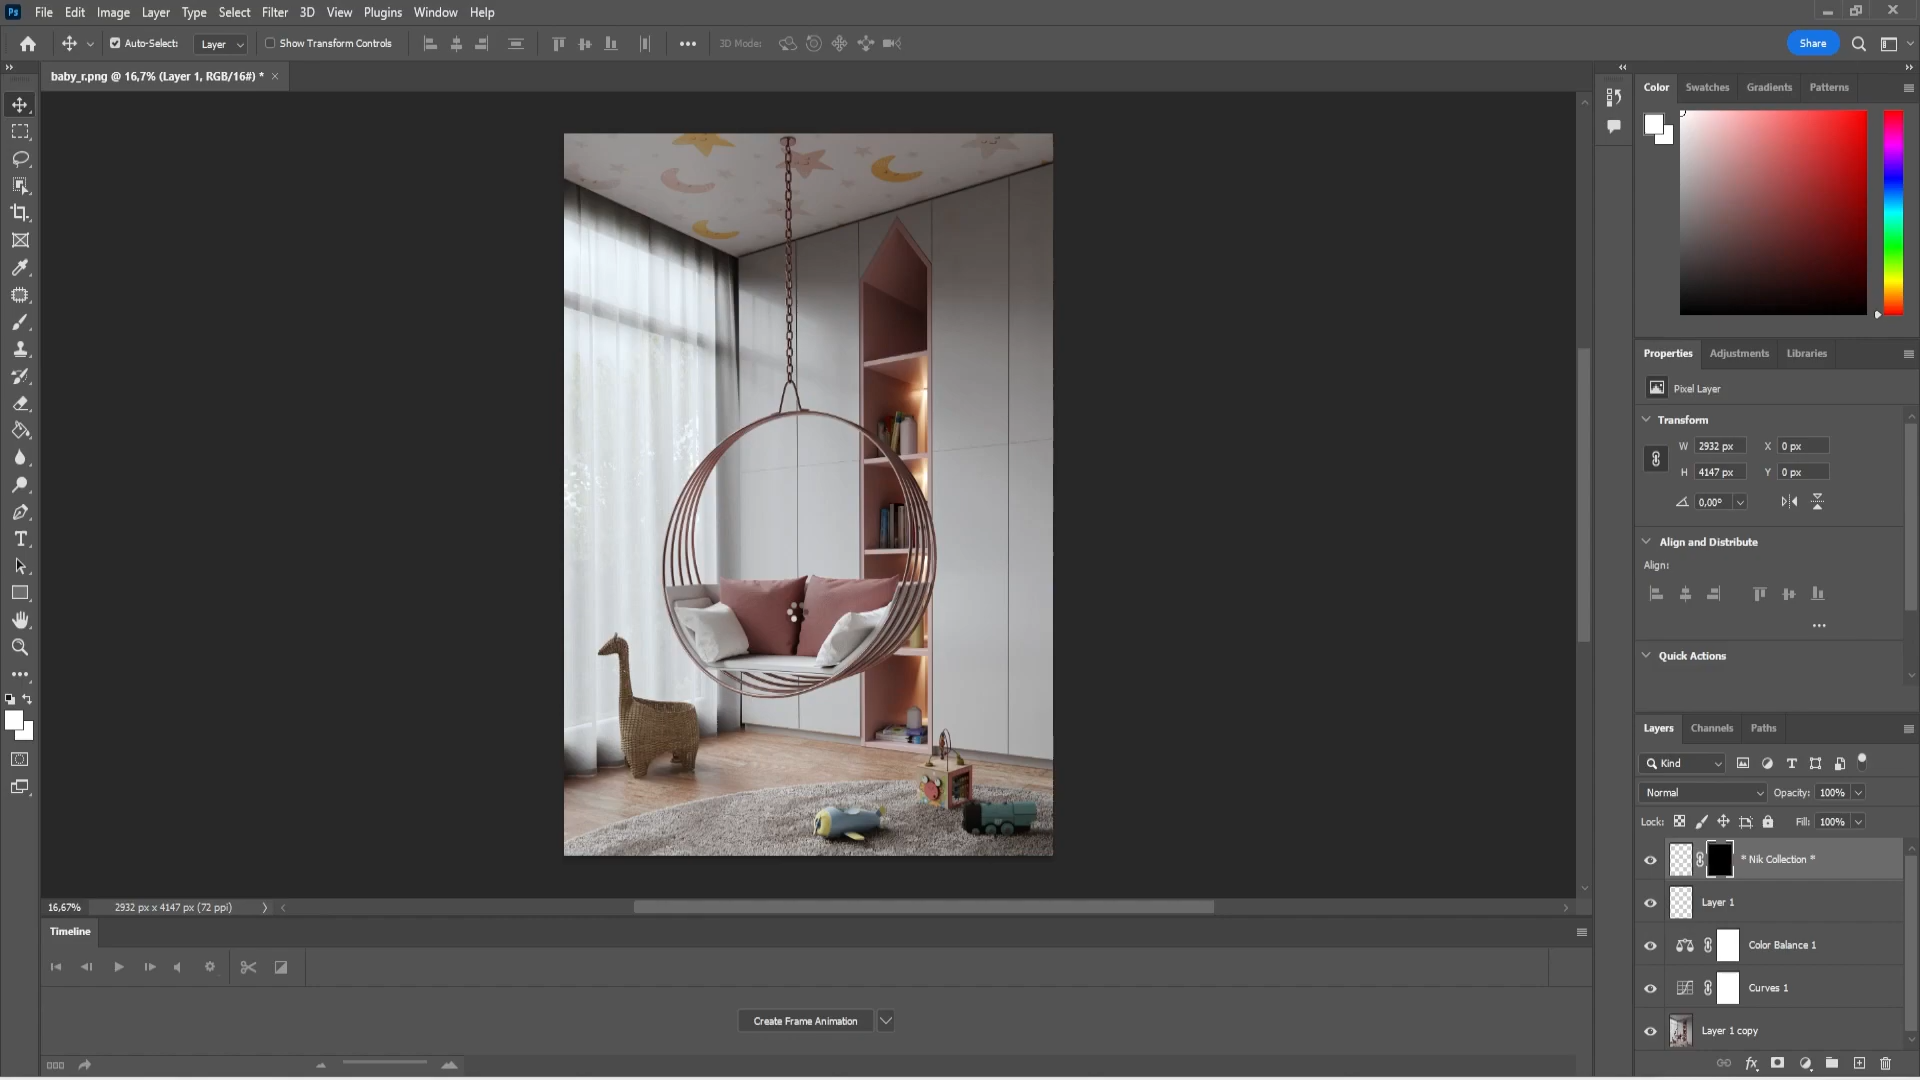 Ps File Edit Image Layer Type Select Filter 3D View Plugins Window Help
Auto-Select: Layer Show Transform Controls 3D Mode: Share
baby_r.png @ 16,7% (Layer 1, RGB/16#) *
Color Swatches Gradients Patterns
Properties Adjustments Libraries
Pixel Layer
Transform
W 2932 px X 0 px
H 4147 px Y 0 px
0,00°
Align and Distribute
Align:
Quick Actions
Layers Channels Paths
Kind
Normal Opacity: 100%
Lock: Fill: 100%
* Nik Collection *
Layer 1
Color Balance 1
Curves 1
Layer 1 copy
16,67% 2932 px x 4147 px (72 ppi)
Timeline
Create Frame Animation